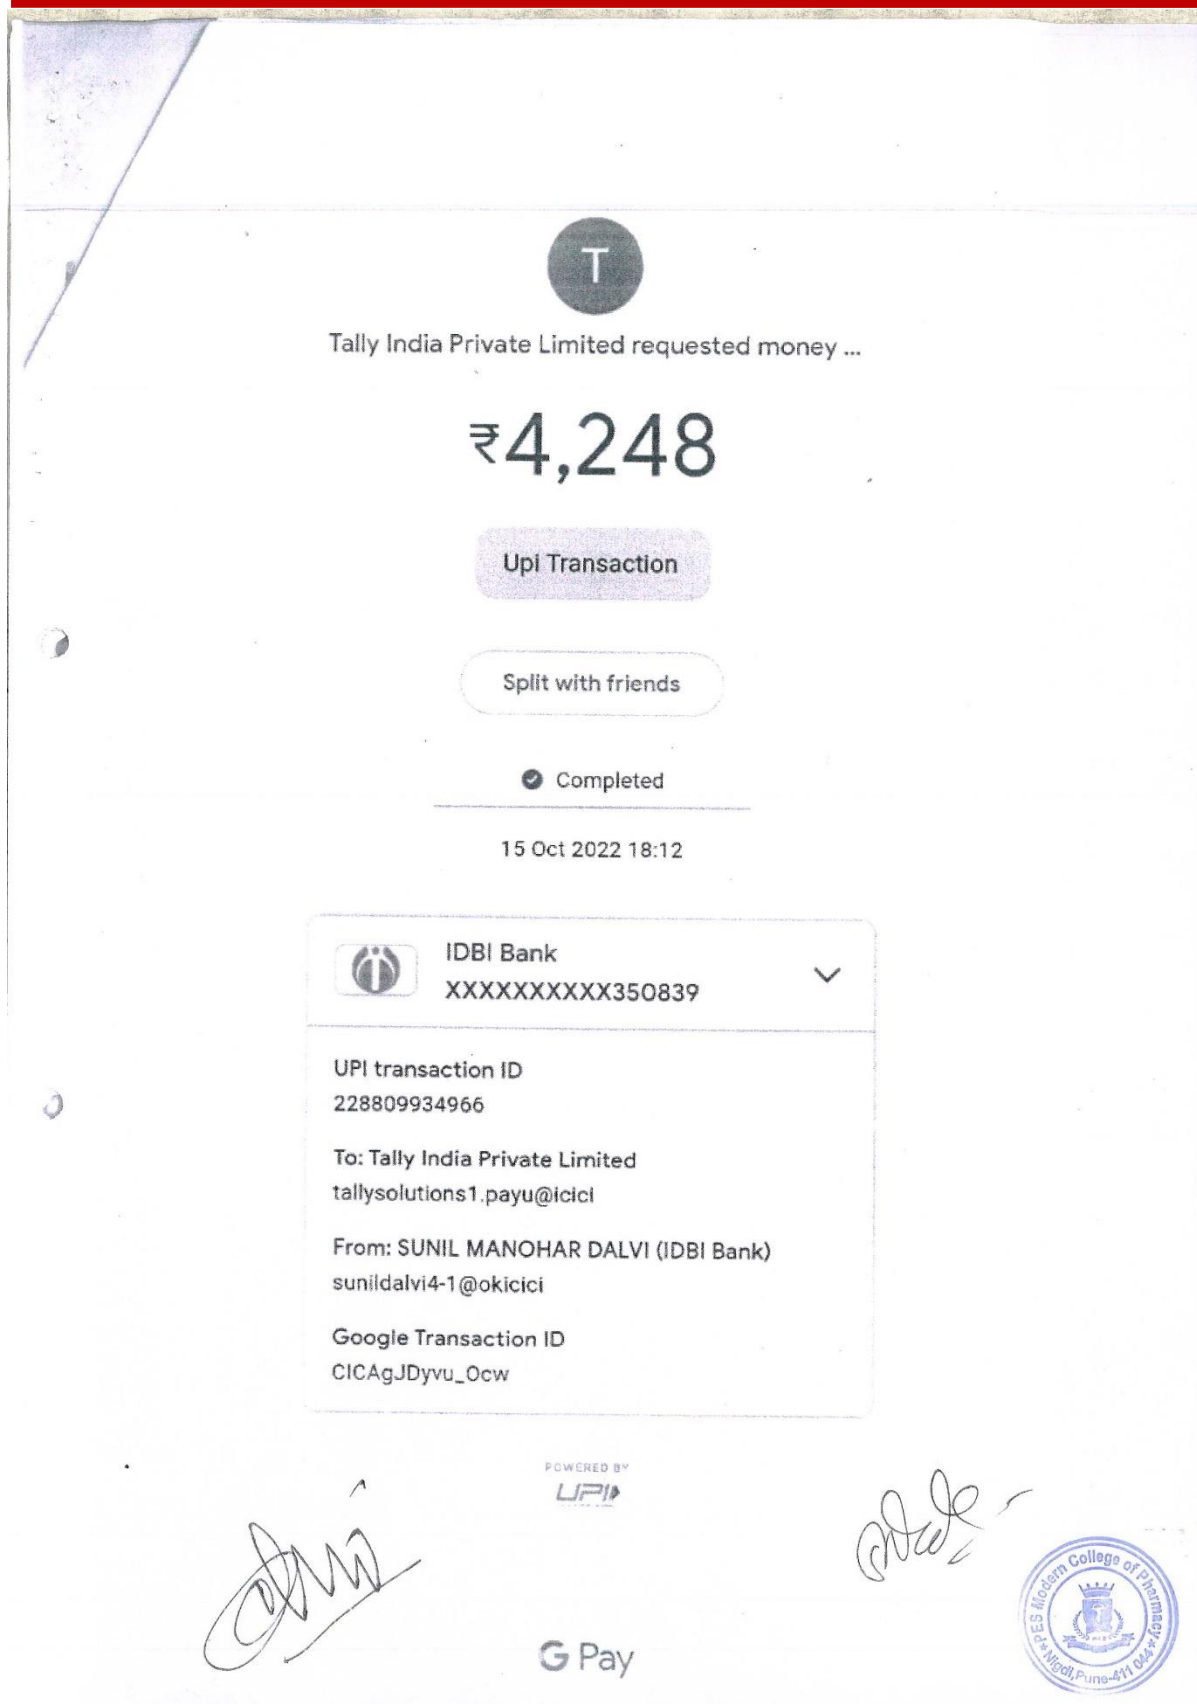 T
Tally India Private Limited requested money ...
₹4,248
Upi Transaction
Split with friends
Completed
15 Oct 2022 18:12
IDBI Bank
XXXXXXXXXX350839
UPI transaction ID
228809934966
To: Tally India Private Limited
tallysolutions1.payu@icici
From: SUNIL MANOHAR DALVI (IDBI Bank)
sunildalvi4-1@okicici
Google Transaction ID
CICAgJDyvu_Ocw
POWERED BY
UPI
G Pay
PES Modern College of Pharmacy
Nigdi, Pune-411 044